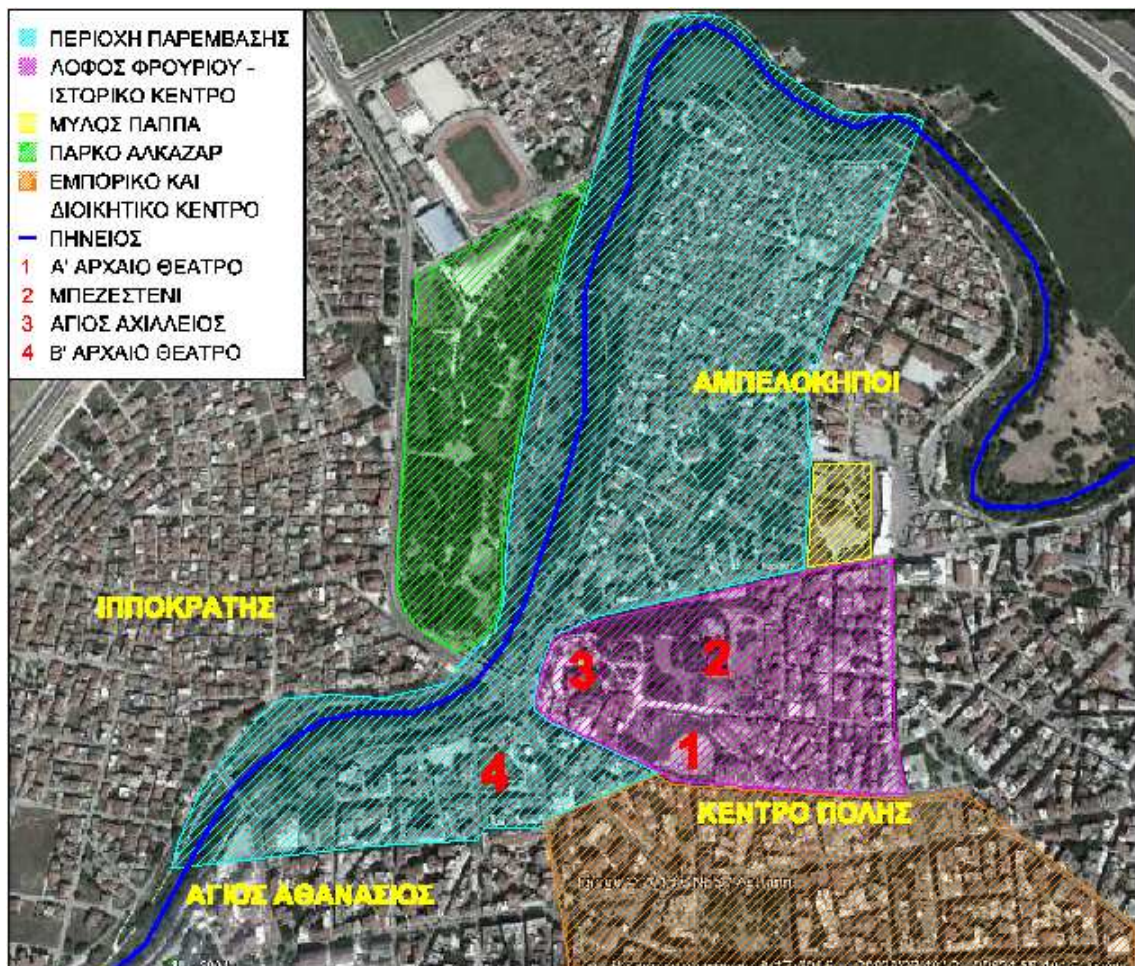 ΠΕΡΙΟΧΗ ΠΑΡΕΜΒΑΣΗΣ
ΛΟΦΟΣ ΦΡΟΥΡΙΟΥ -
ΙΣΤΟΡΙΚΟ ΚΕΝΤΡΟ
ΜΥΛΟΣ ΠΑΠΠΑ
ΠΑΡΚΟ ΑΛΚΑΖΑΡ
ΕΜΠΟΡΙΚΟ ΚΑΙ
ΔΙΟΙΚΗΤΙΚΟ ΚΕΝΤΡΟ
ΠΗΝΕΙΟΣ
1 Α' ΑΡΧΑΙΟ ΘΕΑΤΡΟ
2 ΜΠΕΖΕΣΤΕΝΙ
3 ΑΓΙΟΣ ΑΧΙΛΛΕΙΟΣ
4 Β' ΑΡΧΑΙΟ ΘΕΑΤΡΟ
ΑΜΠΕΛΟΚΗΠΟΙ
ΙΠΠΟΚΡΑΤΗΣ
3
2
1
4
ΚΕΝΤΡΟ ΠΟΛΗΣ
ΑΓΙΟΣ ΑΘΑΝΑΣΙΟΣ